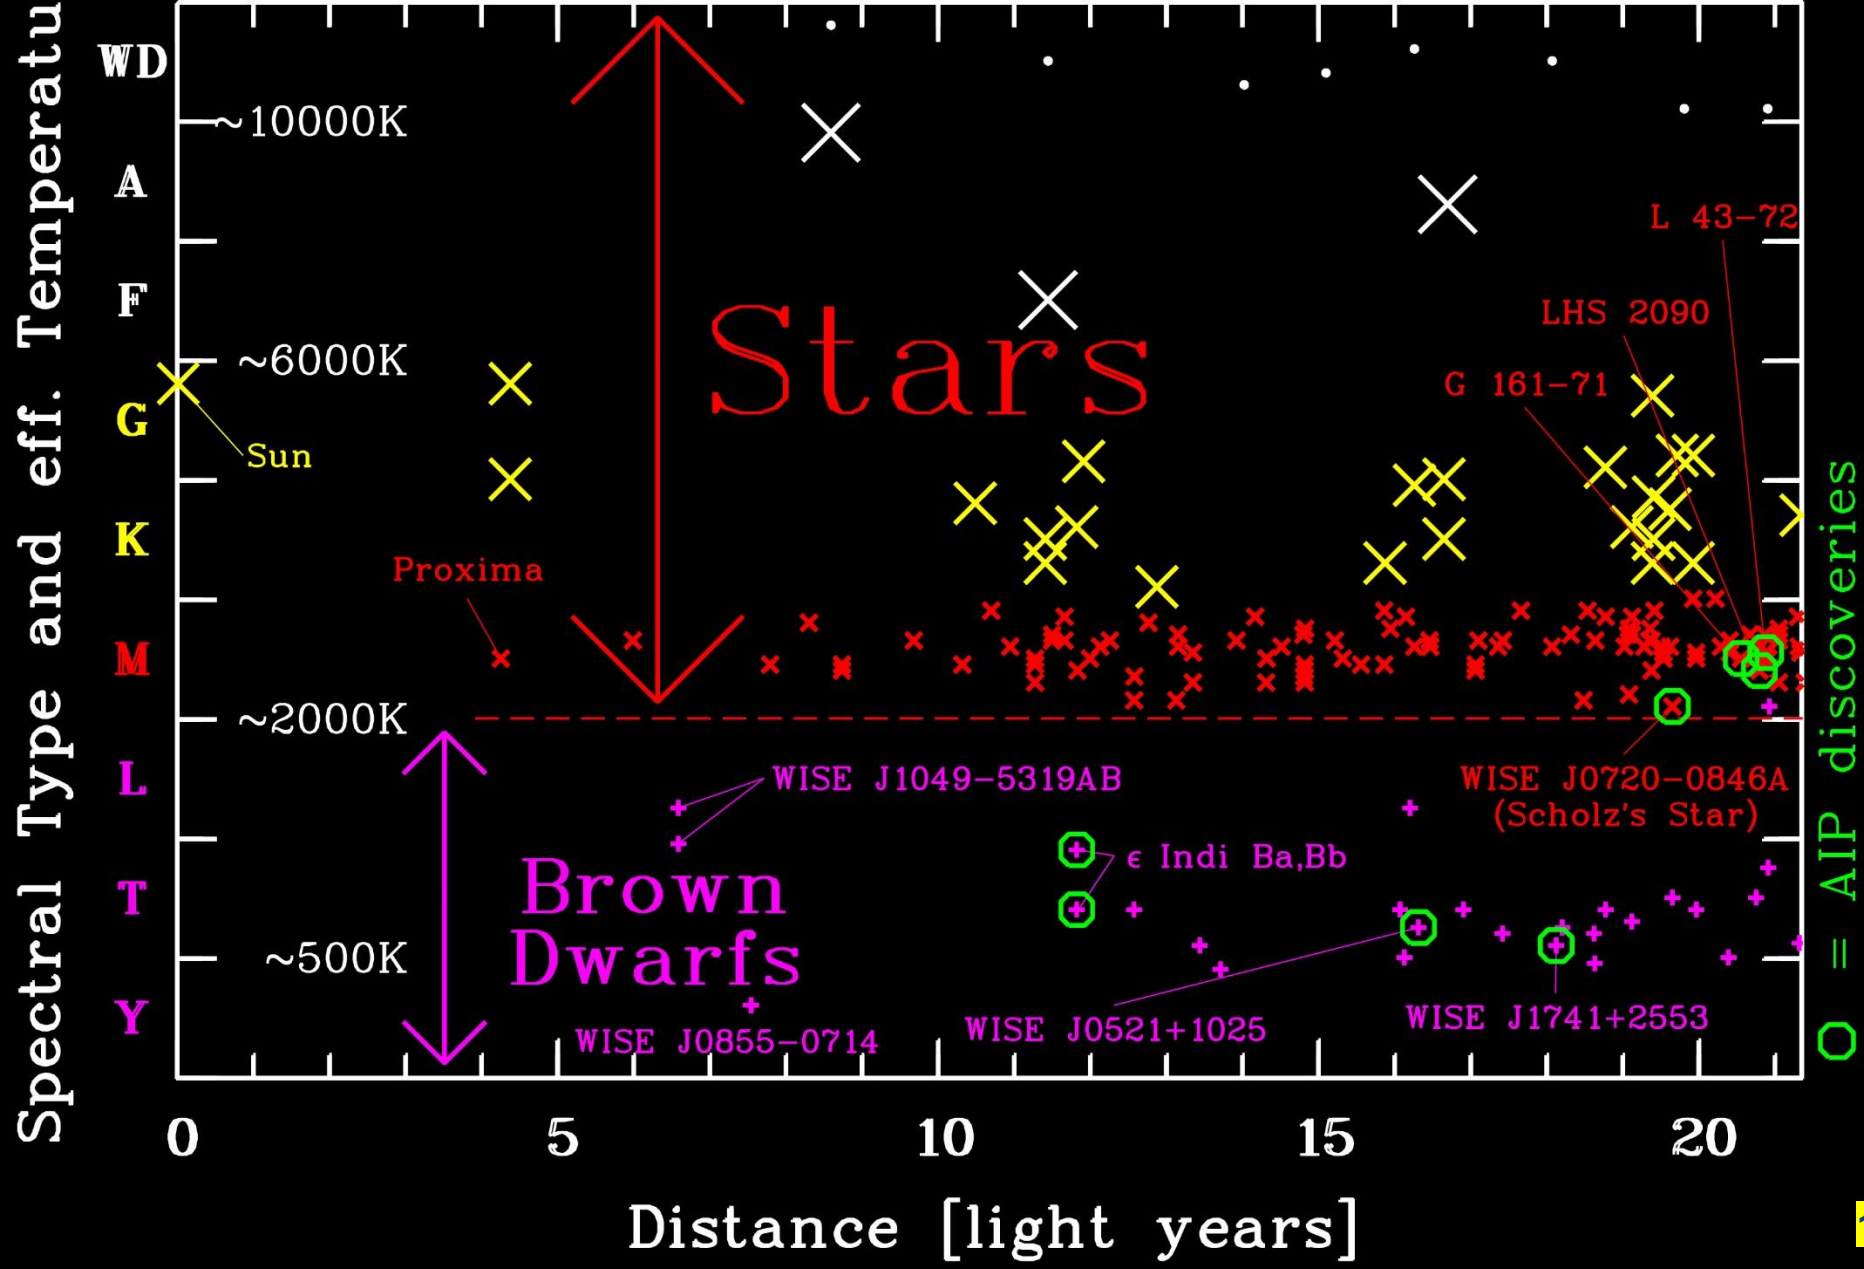 Spectral Type and eff. Temperatu
WD
A
F
G
K
M
L
T
Y
~10000K
~6000K
~2000K
~500K
Sun
Proxima
Stars
L 43-72
LHS 2090
G 161-71
WISE J0720-0846A
(Scholz's Star)
WISE J1049-5319AB
ϵ Indi Ba,Bb
Brown
Dwarfs
WISE J0855-0714
WISE J0521+1025
WISE J1741+2553
O = AIP discoveries
0 5 10 15 20
Distance [light years]